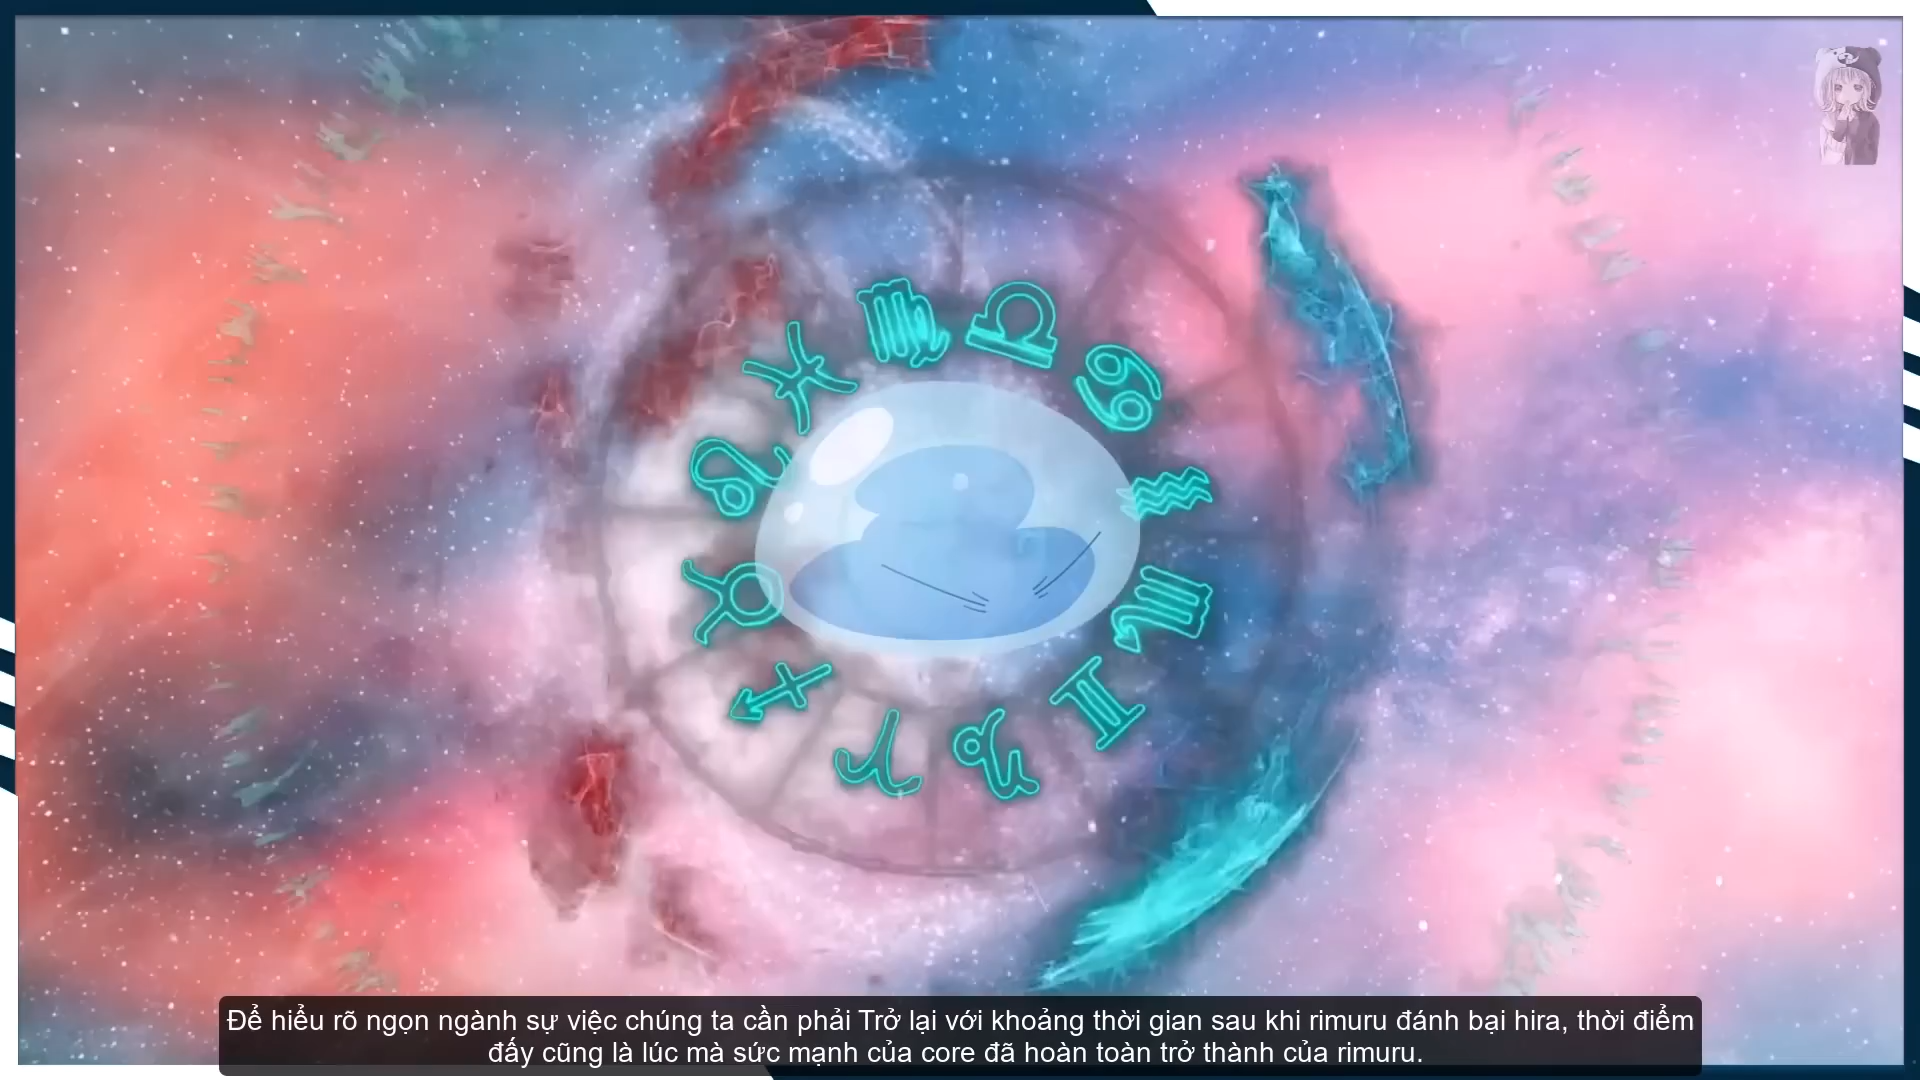 Để hiểu rõ ngọn ngành sự việc chúng ta cần phải Trở lại với khoảng thời gian sau khi rimuru đánh bại hira, thời điểm
đấy cũng là lúc mà sức mạnh của core đã hoàn toàn trở thành của rimuru.